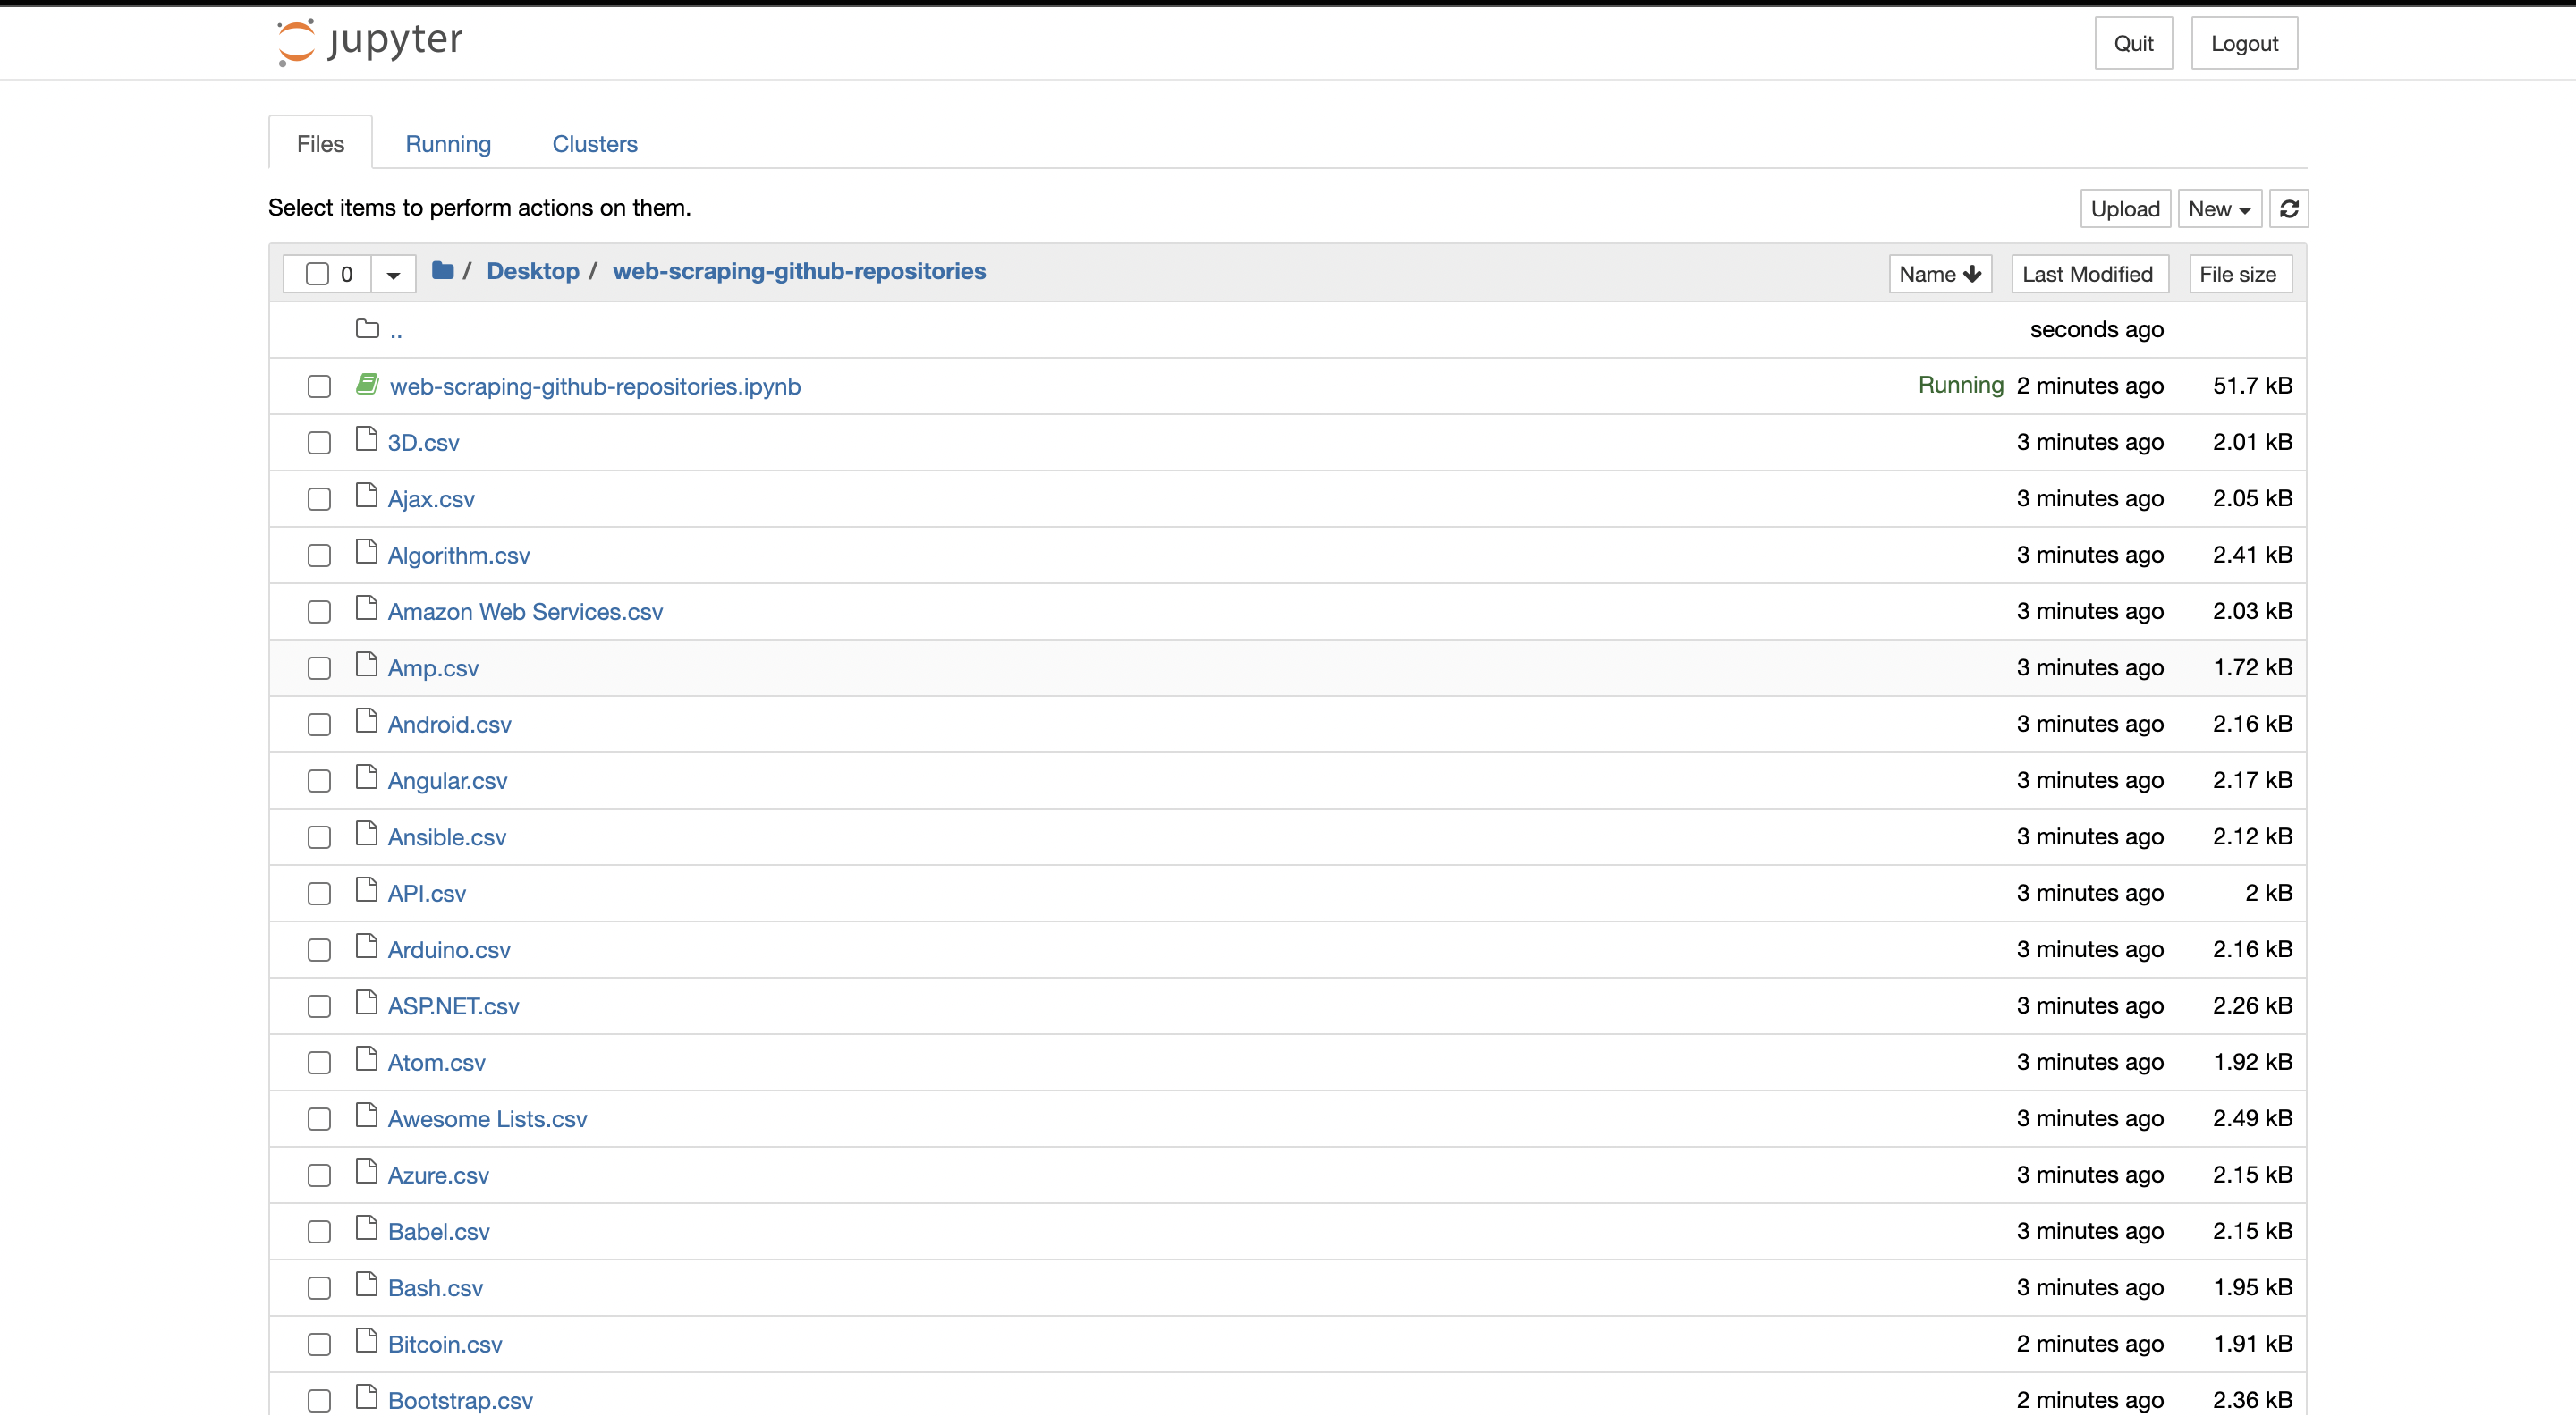 jupyter Quit Logout
Files Running Clusters
Select items to perform actions on them. Upload New
0 / Desktop / web-scraping-github-repositories Name Last Modified File size
.. seconds ago
web-scraping-github-repositories.ipynb Running 2 minutes ago 51.7 kB
3D.csv 3 minutes ago 2.01 kB
Ajax.csv 3 minutes ago 2.05 kB
Algorithm.csv 3 minutes ago 2.41 kB
Amazon Web Services.csv 3 minutes ago 2.03 kB
Amp.csv 3 minutes ago 1.72 kB
Android.csv 3 minutes ago 2.16 kB
Angular.csv 3 minutes ago 2.17 kB
Ansible.csv 3 minutes ago 2.12 kB
API.csv 3 minutes ago 2 kB
Arduino.csv 3 minutes ago 2.16 kB
ASP.NET.csv 3 minutes ago 2.26 kB
Atom.csv 3 minutes ago 1.92 kB
Awesome Lists.csv 3 minutes ago 2.49 kB
Azure.csv 3 minutes ago 2.15 kB
Babel.csv 3 minutes ago 2.15 kB
Bash.csv 3 minutes ago 1.95 kB
Bitcoin.csv 2 minutes ago 1.91 kB
Bootstrap.csv 2 minutes ago 2.36 kB